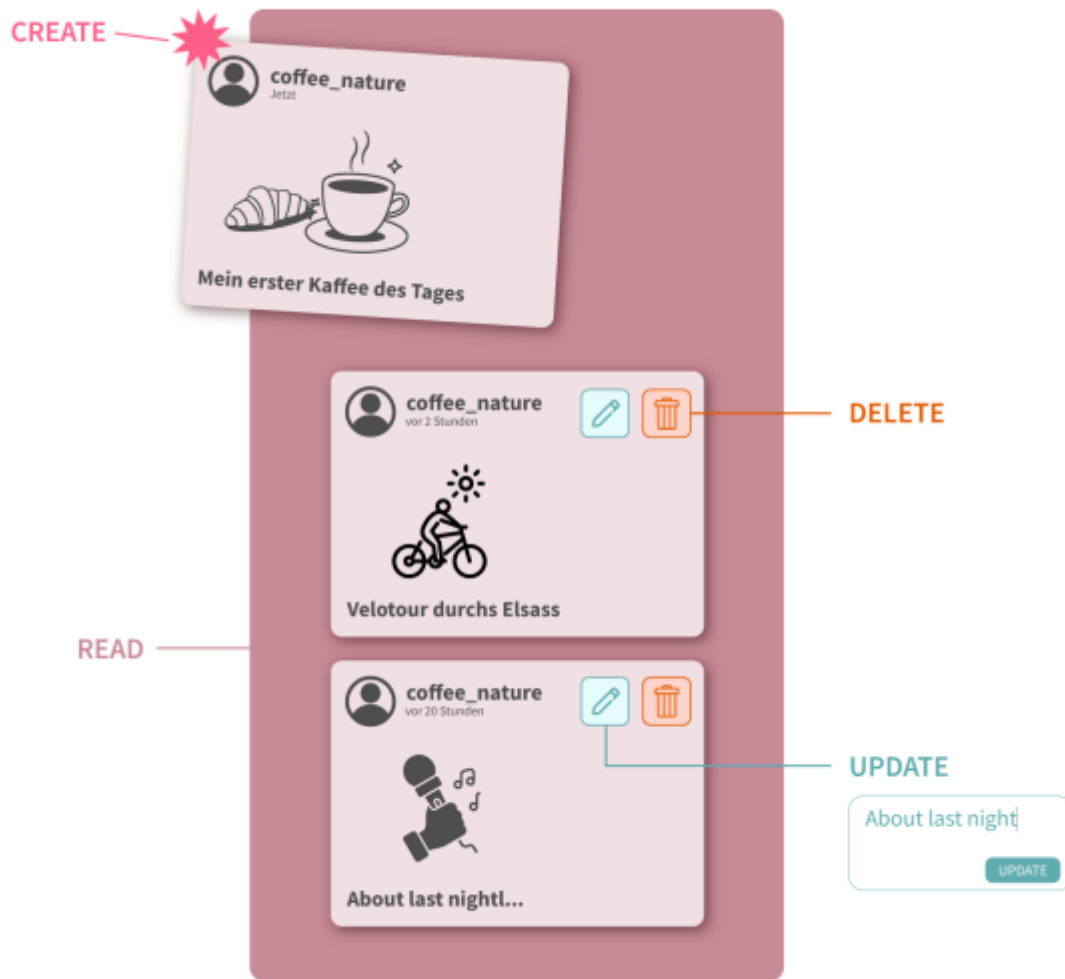 CREATE
coffee_nature
Jetzt
Mein erster Kaffee des Tages
coffee_nature
vor 2 Stunden
DELETE
Velotour durchs Elsass
READ
coffee_nature
vor 20 Stunden
UPDATE
About last night
UPDATE
About last nightl...